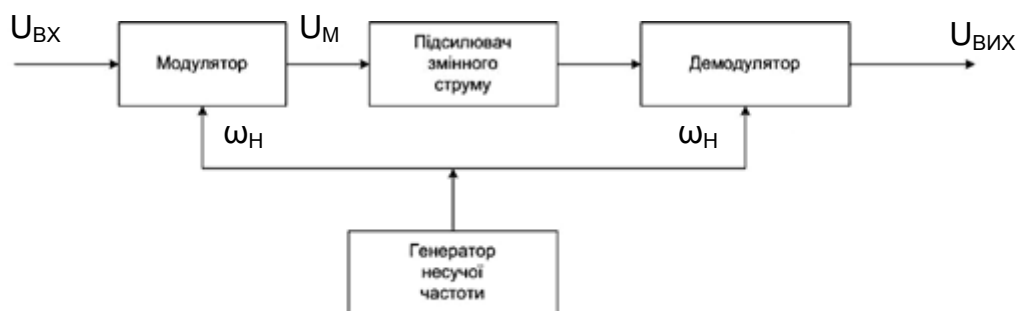 U_ВХ
Модулятор
U_М
Підсилювач
змінного
струму
Демодулятор
U_ВИХ
ω_Н
ω_Н
Генератор
несучої
частоти